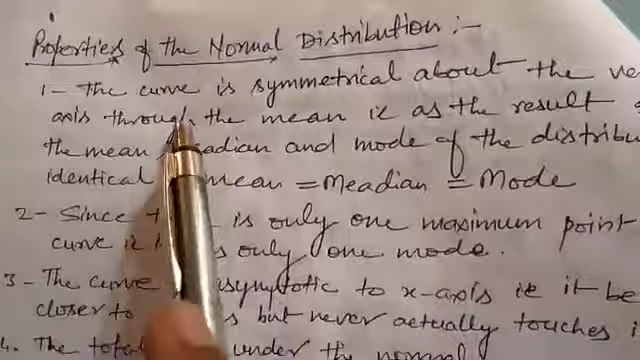 Properties of the Normal Distribution :-
1- The curve is symmetrical about the ve
axis through the mean ie as the result
the mean, Meadian and mode of the distribu
identical mean = Meadian = Mode
2- Since is only one maximum point
curve ie only one mode.
3- The curve asymptotic to x-axis ie it be
closer to but never actually touches i
4. The total under the normal